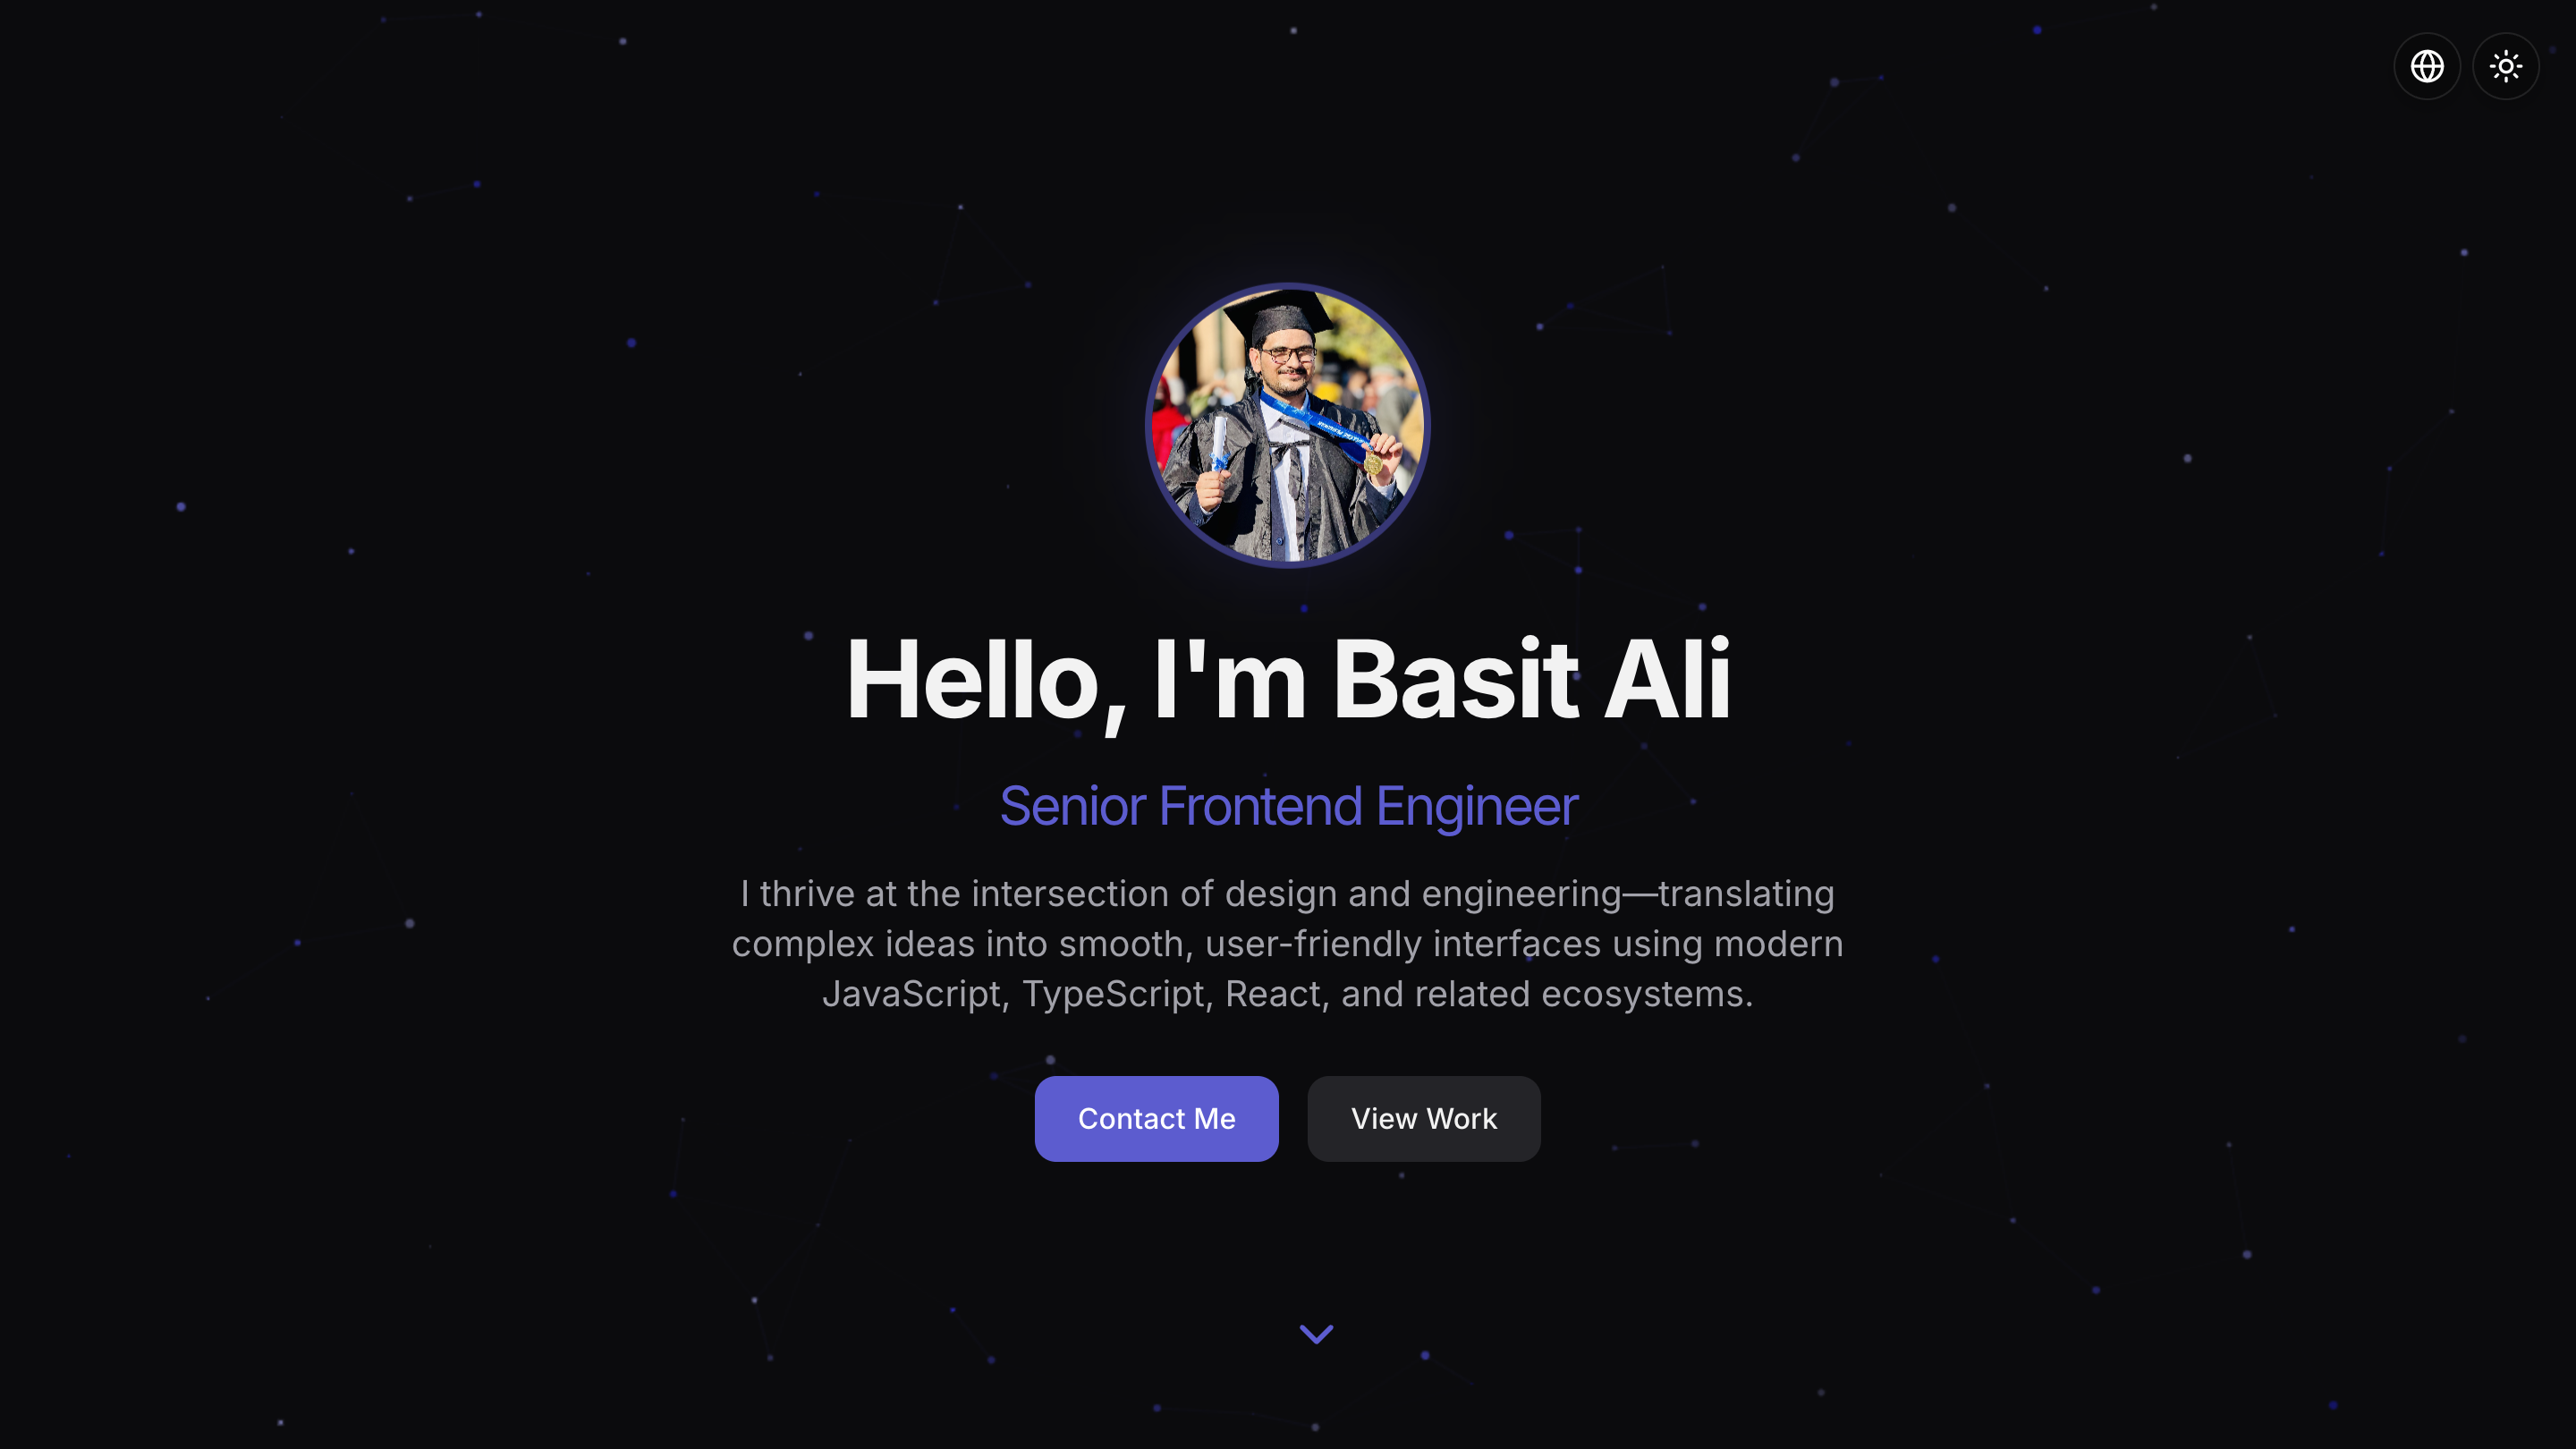 Hello, I'm Basit Ali
Senior Frontend Engineer
I thrive at the intersection of design and engineering—translating
complex ideas into smooth, user-friendly interfaces using modern
JavaScript, TypeScript, React, and related ecosystems.
Contact Me
View Work